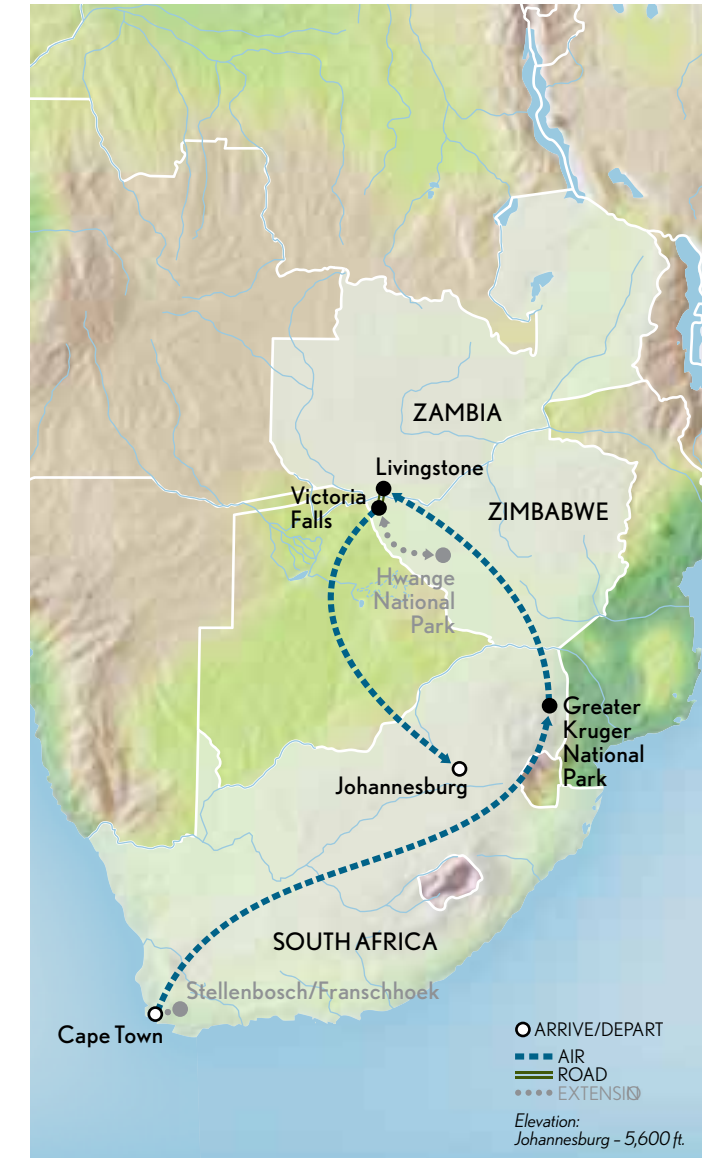 ZAMBIA
Livingstone
Victoria
Falls
ZIMBABWE
Hwange
National
Park
Greater
Kruger
National
Park
Johannesburg
SOUTH AFRICA
Stellenbosch/Franschhoek
Cape Town
ARRIVE/DEPART
AIR
ROAD
EXTENSION
Elevation:
Johannesburg – 5,600 ft.